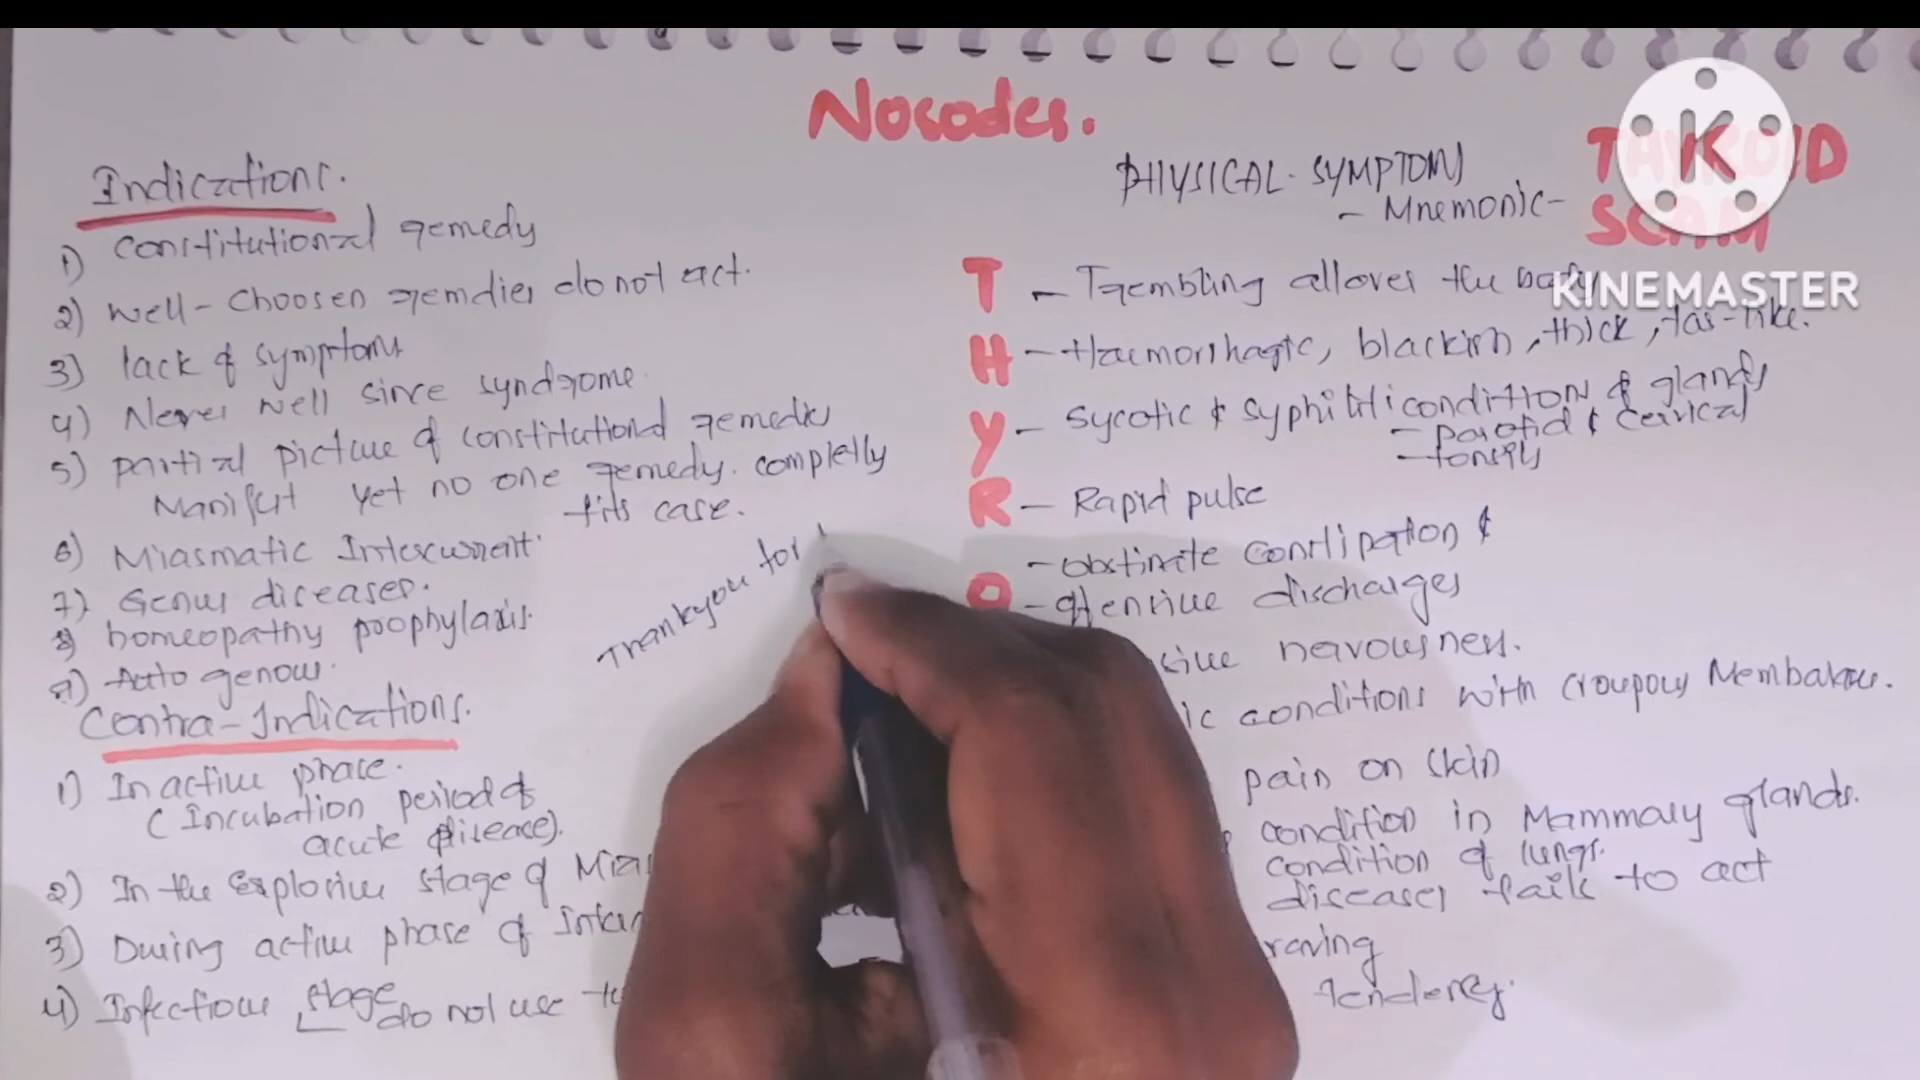 Nosodes.
Indications.
1) Constitutional remedy
2) Well-choosen remdies do not act.
3) lack of symptoms
4) Never well since syndrome
5) partial picture of constitutional remedies
Manifest yet no one remedy completly
fits case.
6) Miasmatic Intercurrent.
7) Genus diseases.
8) homeopathy poophylaxis.
9) Auto genous
Contra-Indications.
1) In active phase.
(Incubation period of
acute disease).
2) In the Explosive stage of
3) During active phase of
4) Infectious stage do not use
Thankyou for
PHYSICAL SYMPTOMS
- Mnemonic - THYROID
SCAM
KINEMASTER
T - Trembling allover the body
H - Haemorrhagic, blackish, thick, tar-like.
Y - Sycotic & syphilitic condition of glands
- parotid & cervical
- tonsils
R - Rapid pulse
- obstinate constipation &
O - offensive discharges
nervousness.
conditions with croupous Membrane.
pain on skin
condition in Mammary glands.
condition of lungs.
diseases fails to act
tendency.